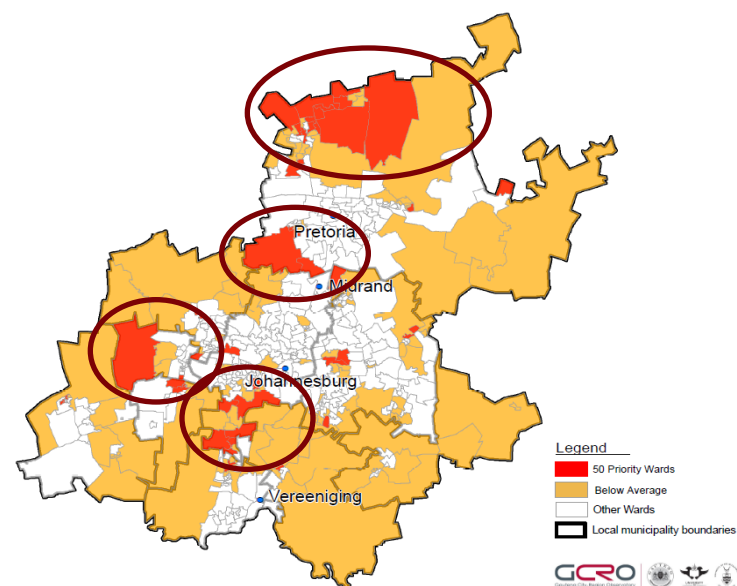 Pretoria
Midrand
Johannesburg
Vereeniging
Legend
50 Priority Wards
Below Average
Other Wards
Local municipality boundaries
GCRO